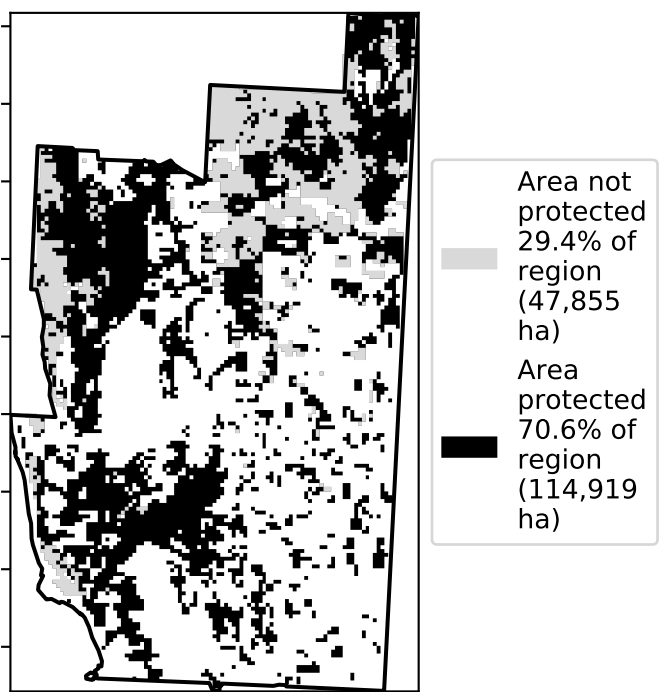 Area not
protected
29.4% of
region
(47,855
ha)
Area
protected
70.6% of
region
(114,919
ha)